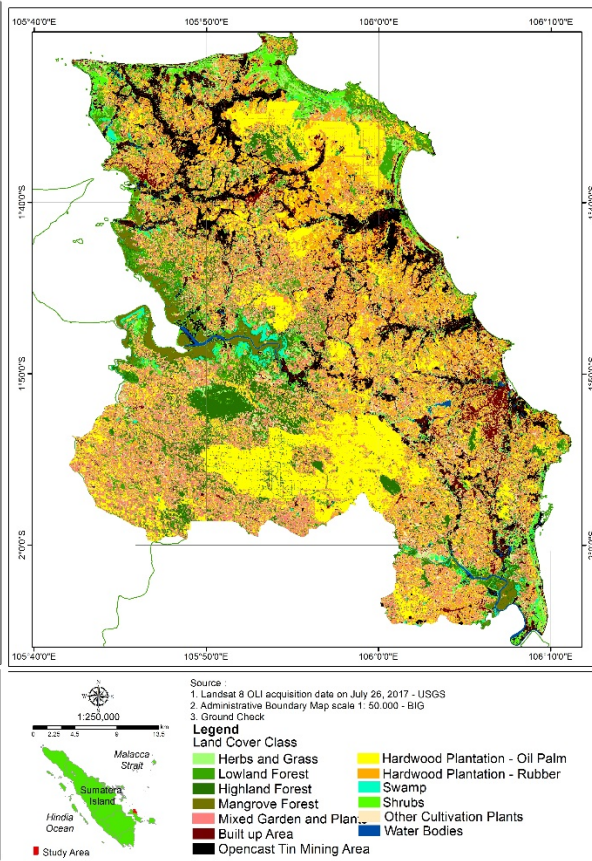 105°40'0"E 105°50'0"E 106°0'0"E 106°10'0"E
1°40'0"S
1°50'0"S
2°0'0"S
105°40'0"E 105°50'0"E 106°0'0"E 106°10'0"E
Source :
1. Landsat 8 OLI acquisition date on July 26, 2017 - USGS
2. Administrative Boundary Map scale 1: 50.000 - BIG
3. Ground Check
1:250,000
0 2.25 4.5 9 13.5
km
Malacca
Strait
Sumatera
Island
Hindia
Ocean
Study Area
Legend
Land Cover Class
Herbs and Grass
Lowland Forest
Highland Forest
Mangrove Forest
Mixed Garden and Plants
Built up Area
Opencast Tin Mining Area
Hardwood Plantation - Oil Palm
Hardwood Plantation - Rubber
Swamp
Shrubs
Other Cultivation Plants
Water Bodies